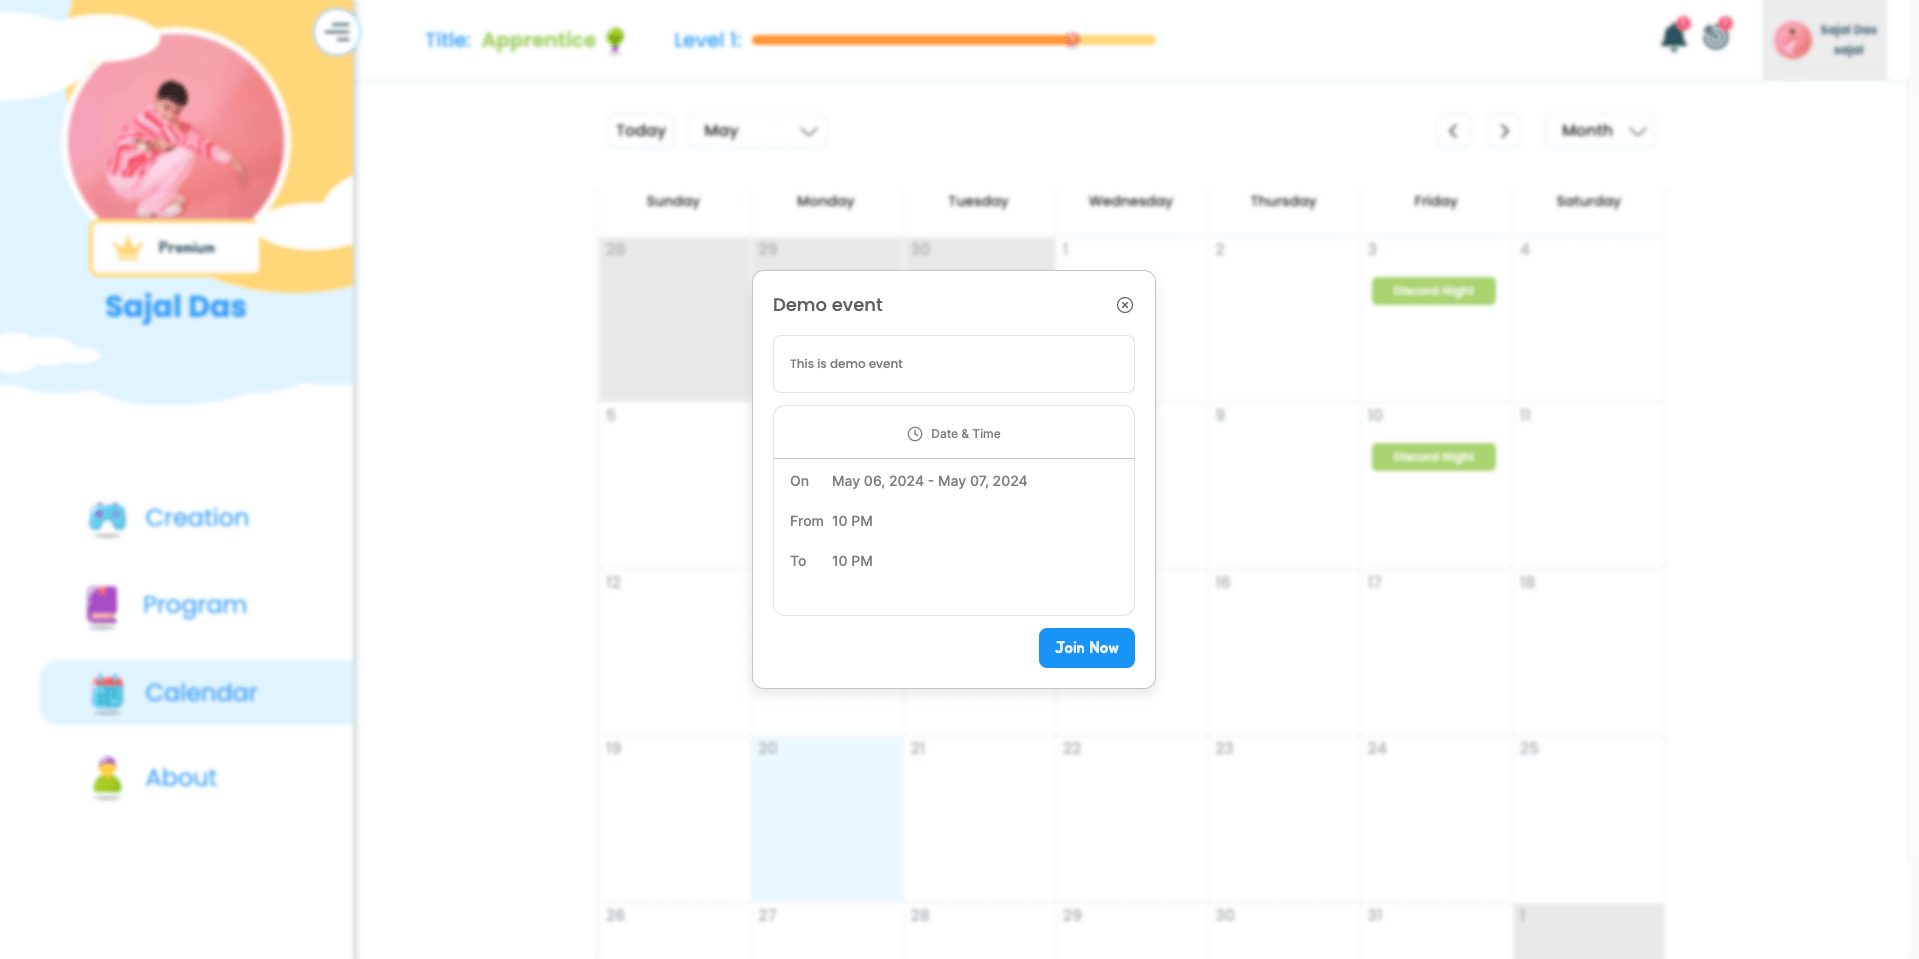 Title: Apprentice
Level 1:
Sajal Das
sajal
Premium
Sajal Das
Creation
Program
Calendar
About
Today
May
Month
Sunday Monday Tuesday Wednesday Thursday Friday Saturday
28 29 30 1 2 3 4
Discord Night
5 9 10 11
Discord Night
12 16 17 18
19 20 21 22 23 24 25
26 27 28 29 30 31 1
Demo event
This is demo event
Date & Time
On May 06, 2024 - May 07, 2024
From 10 PM
To 10 PM
Join Now